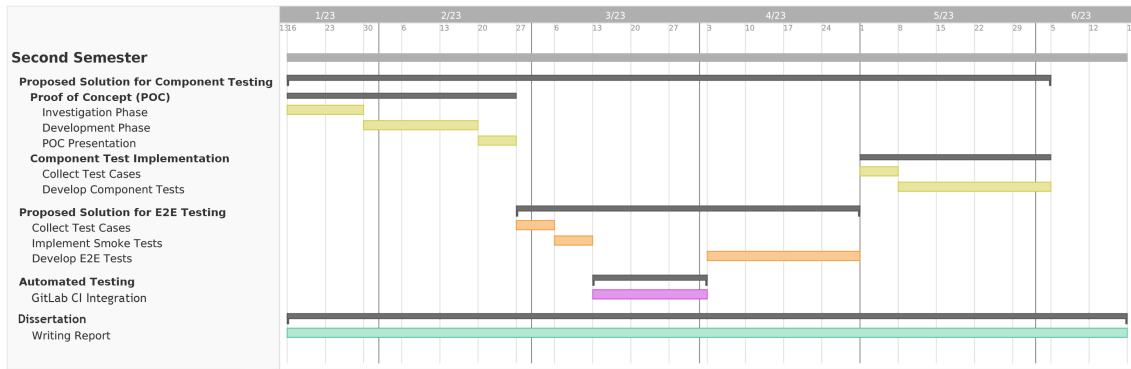 1/23 2/23 3/23 4/23 5/23 6/23
13 16 23 30 6 13 20 27 6 13 20 27 3 10 17 24 1 8 15 22 29 5 12 1
Second Semester
Proposed Solution for Component Testing
Proof of Concept (POC)
Investigation Phase
Development Phase
POC Presentation
Component Test Implementation
Collect Test Cases
Develop Component Tests
Proposed Solution for E2E Testing
Collect Test Cases
Implement Smoke Tests
Develop E2E Tests
Automated Testing
GitLab CI Integration
Dissertation
Writing Report